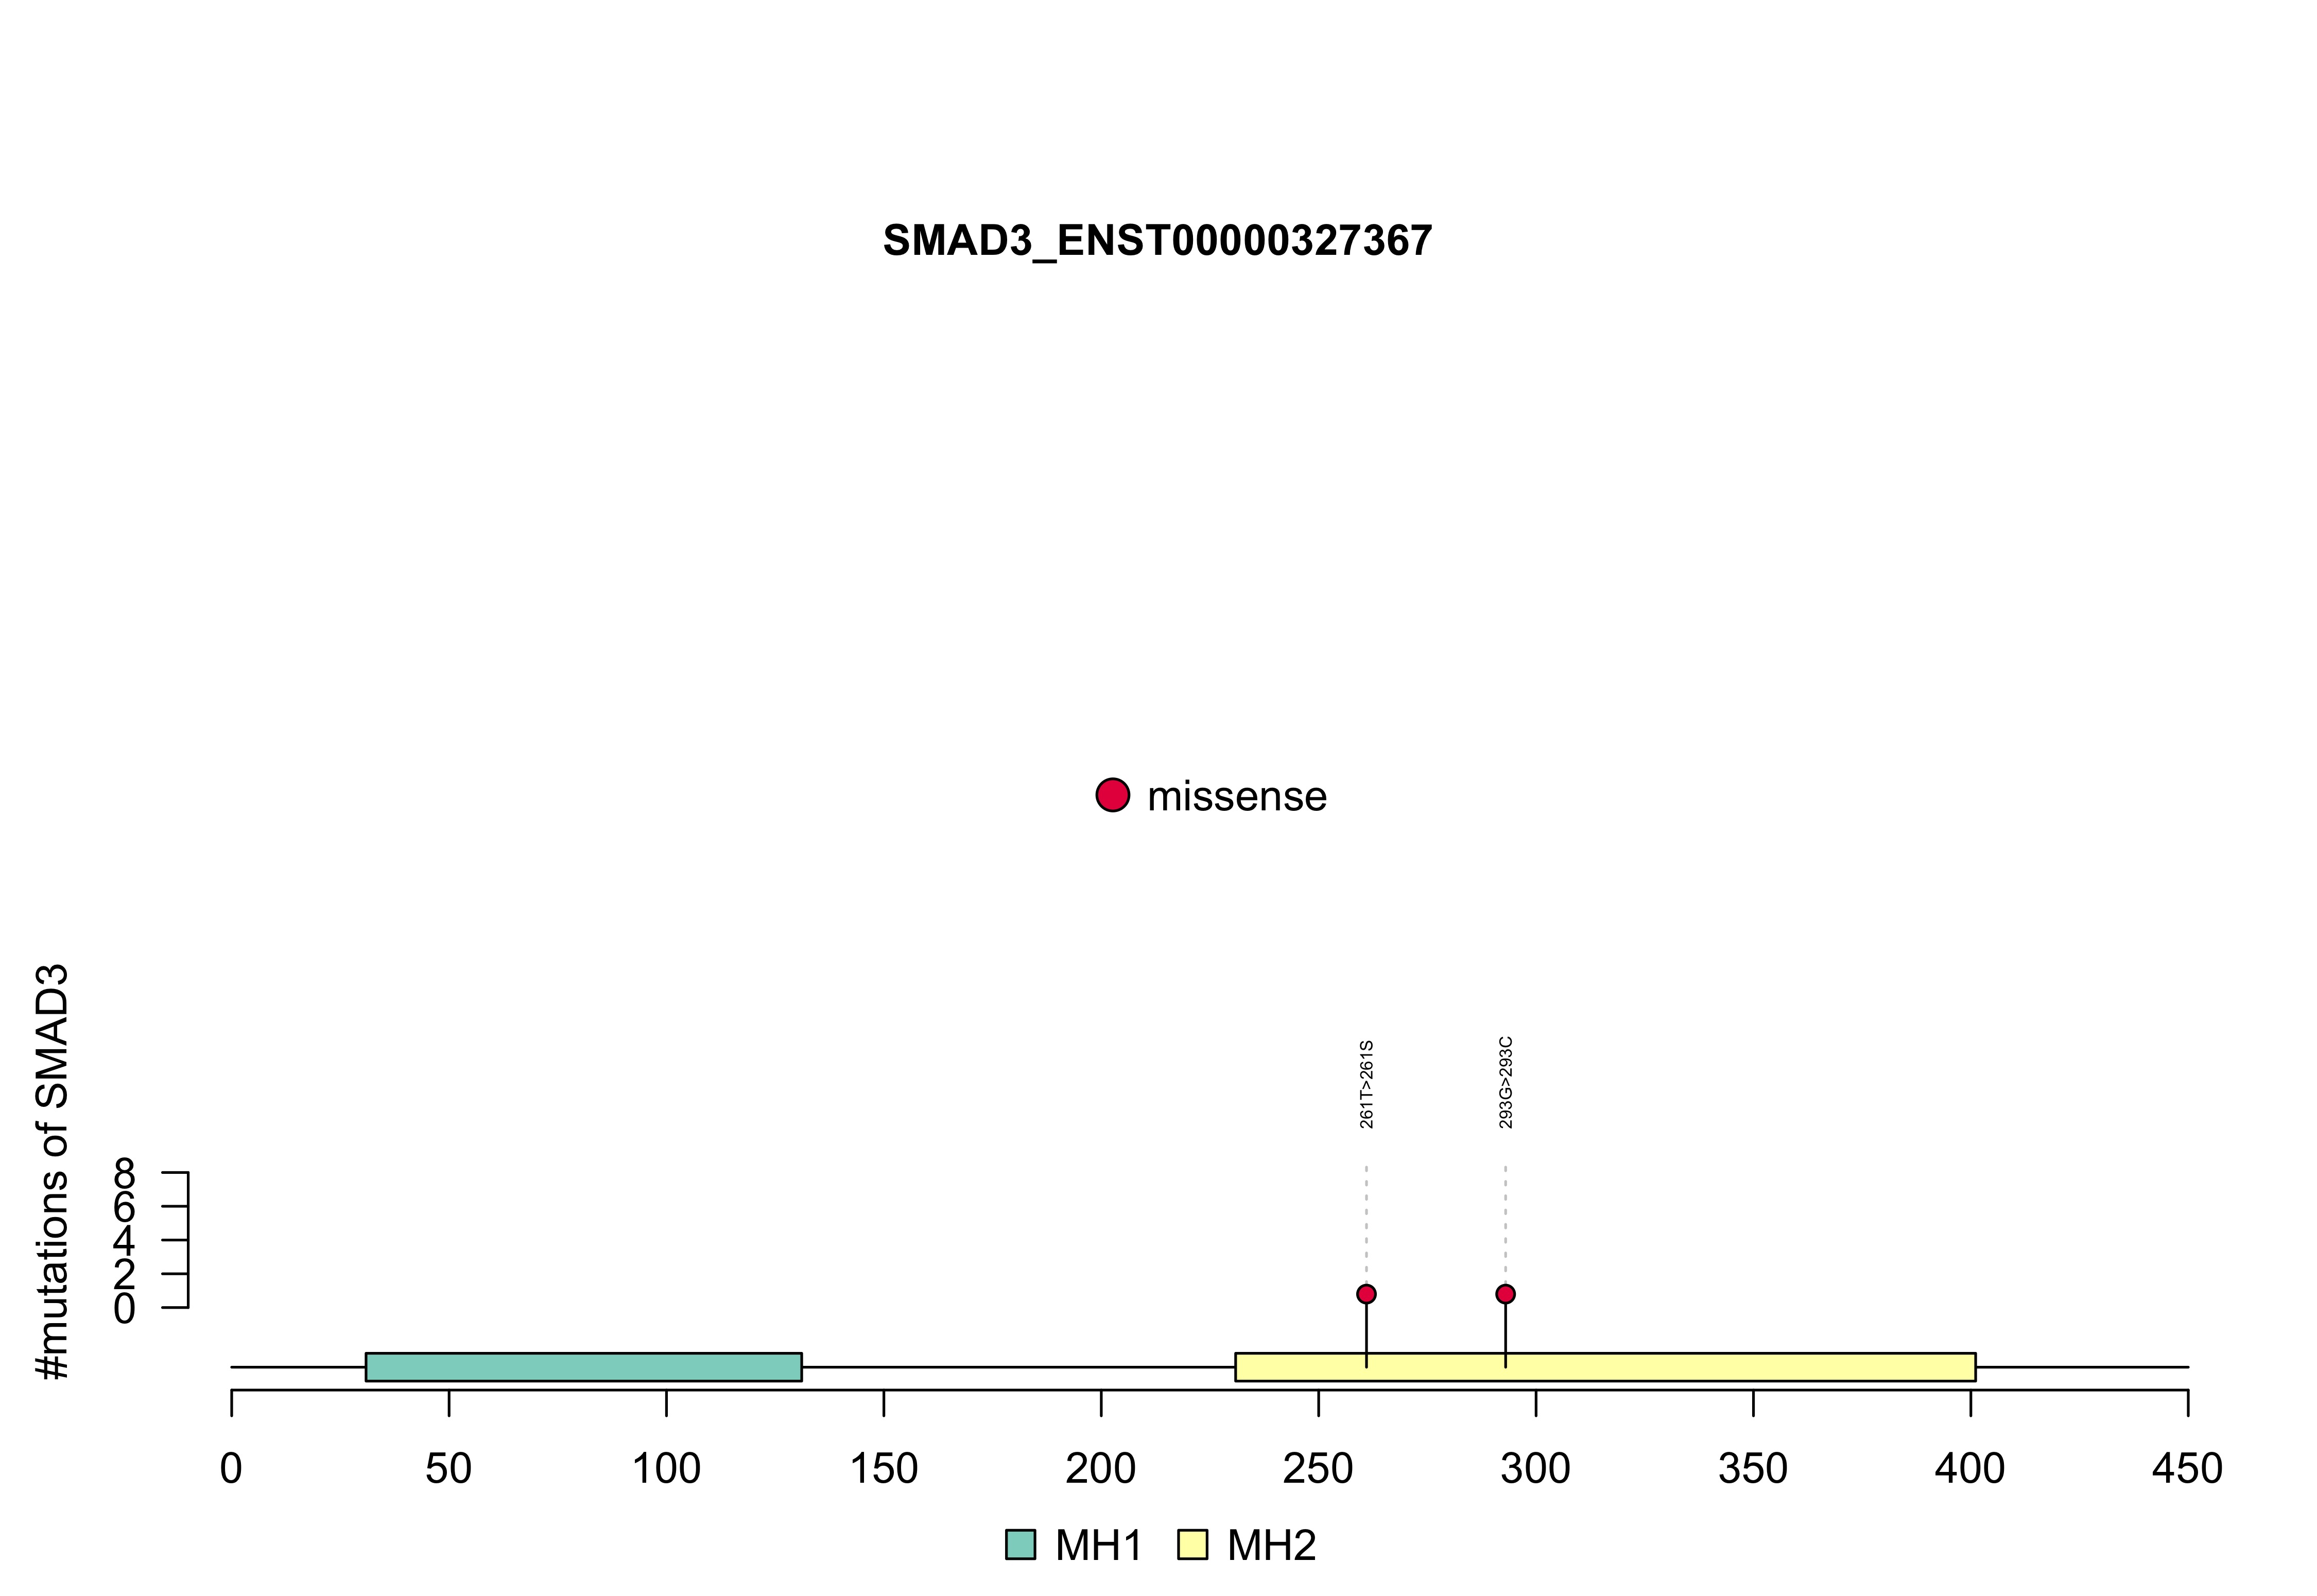 SMAD3_ENST00000327367
missense
#mutations of SMAD3
261T>261S
293G>293C
8
6
4
2
0
0 50 100 150 200 250 300 350 400 450
MH1 MH2